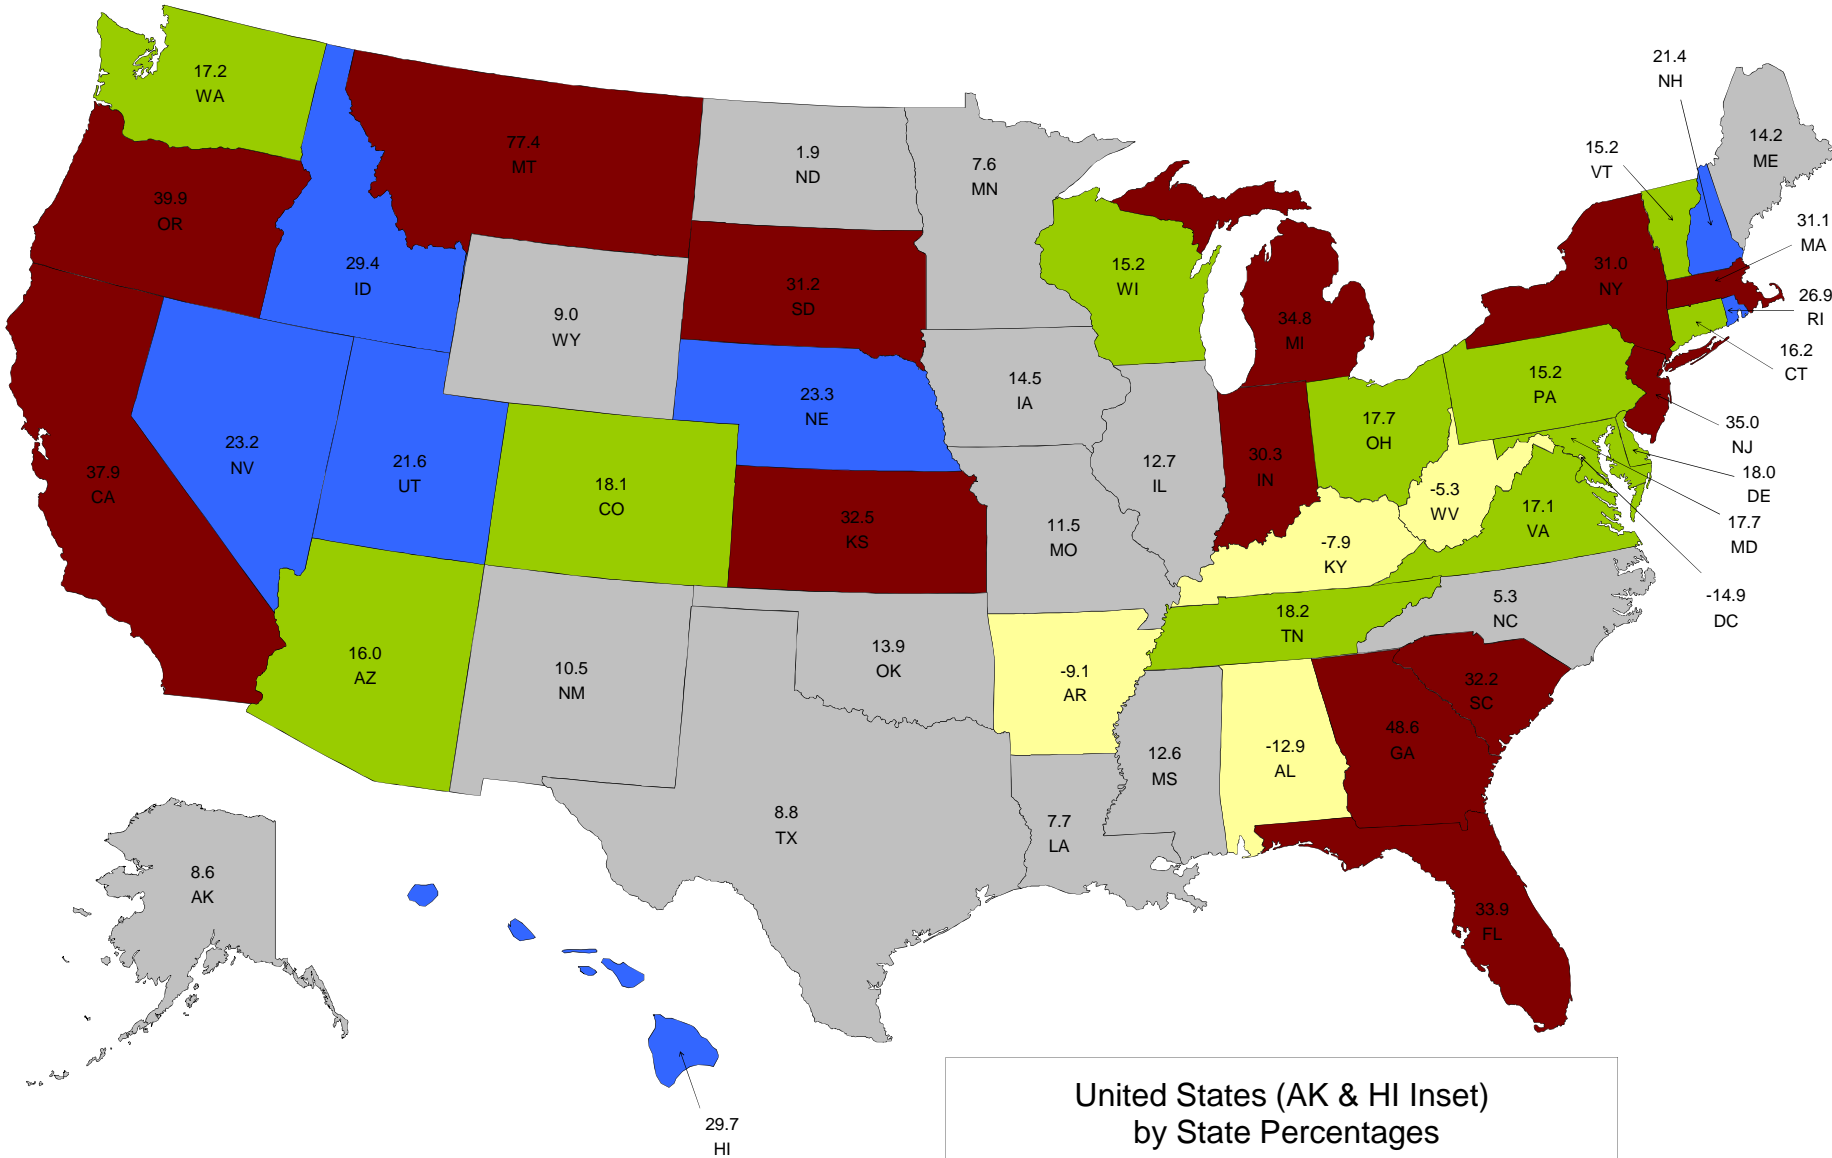 17.2
WA
77.4
MT
1.9
ND
7.6
MN
21.4
NH
14.2
ME
15.2
VT
39.9
OR
29.4
ID
31.1
MA
15.2
WI
31.0
NY
26.9
RI
31.2
SD
9.0
WY
34.8
MI
16.2
CT
14.5
IA
15.2
PA
23.3
NE
17.7
OH
35.0
NJ
23.2
NV
21.6
UT
37.9
CA
12.7
IL
30.3
IN
18.0
DE
18.1
CO
-5.3
WV
17.1
VA
32.5
KS
11.5
MO
17.7
MD
-7.9
KY
5.3
NC
-14.9
DC
18.2
TN
16.0
AZ
10.5
NM
13.9
OK
-9.1
AR
32.2
SC
48.6
GA
12.6
MS
-12.9
AL
8.8
TX
7.7
LA
8.6
AK
33.9
FL
29.7
HI
United States (AK & HI Inset)
by State Percentages